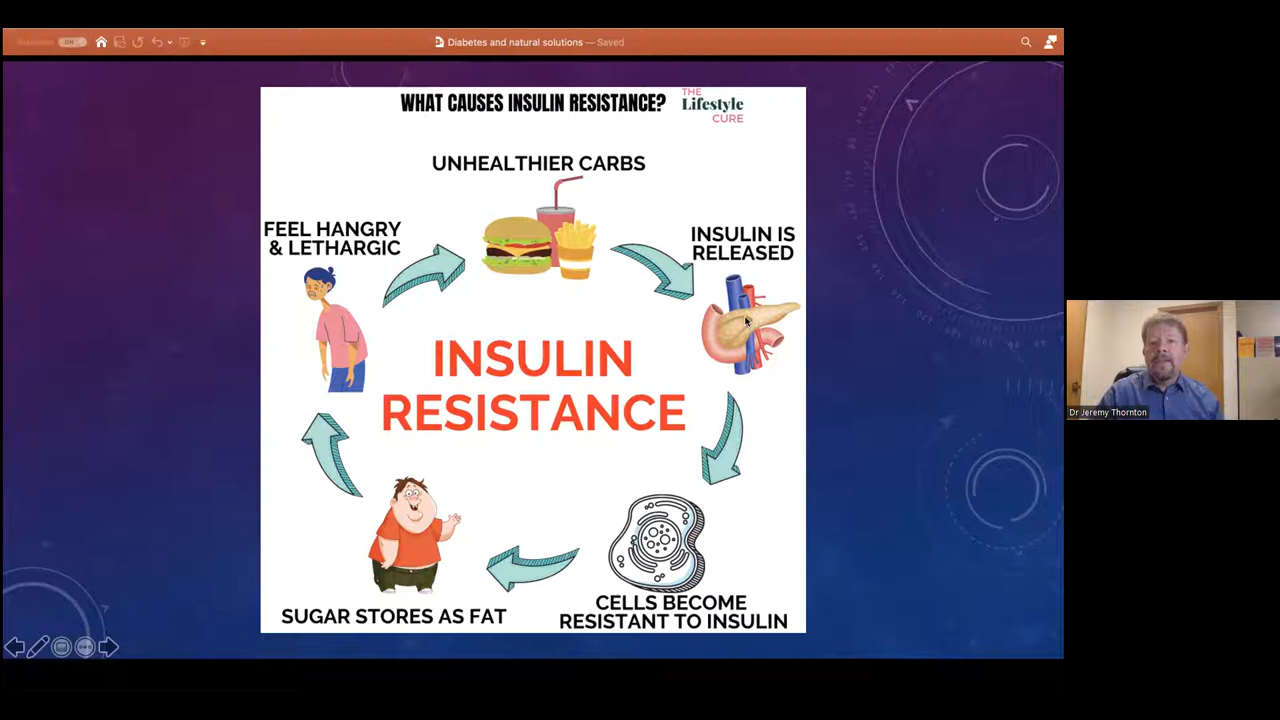 Diabetes and natural solutions — Saved
WHAT CAUSES INSULIN RESISTANCE?
THE
Lifestyle
CURE
UNHEALTHIER CARBS
FEEL HANGRY
& LETHARGIC
INSULIN IS
RELEASED
INSULIN
RESISTANCE
SUGAR STORES AS FAT
CELLS BECOME
RESISTANT TO INSULIN
Dr Jeremy Thornton